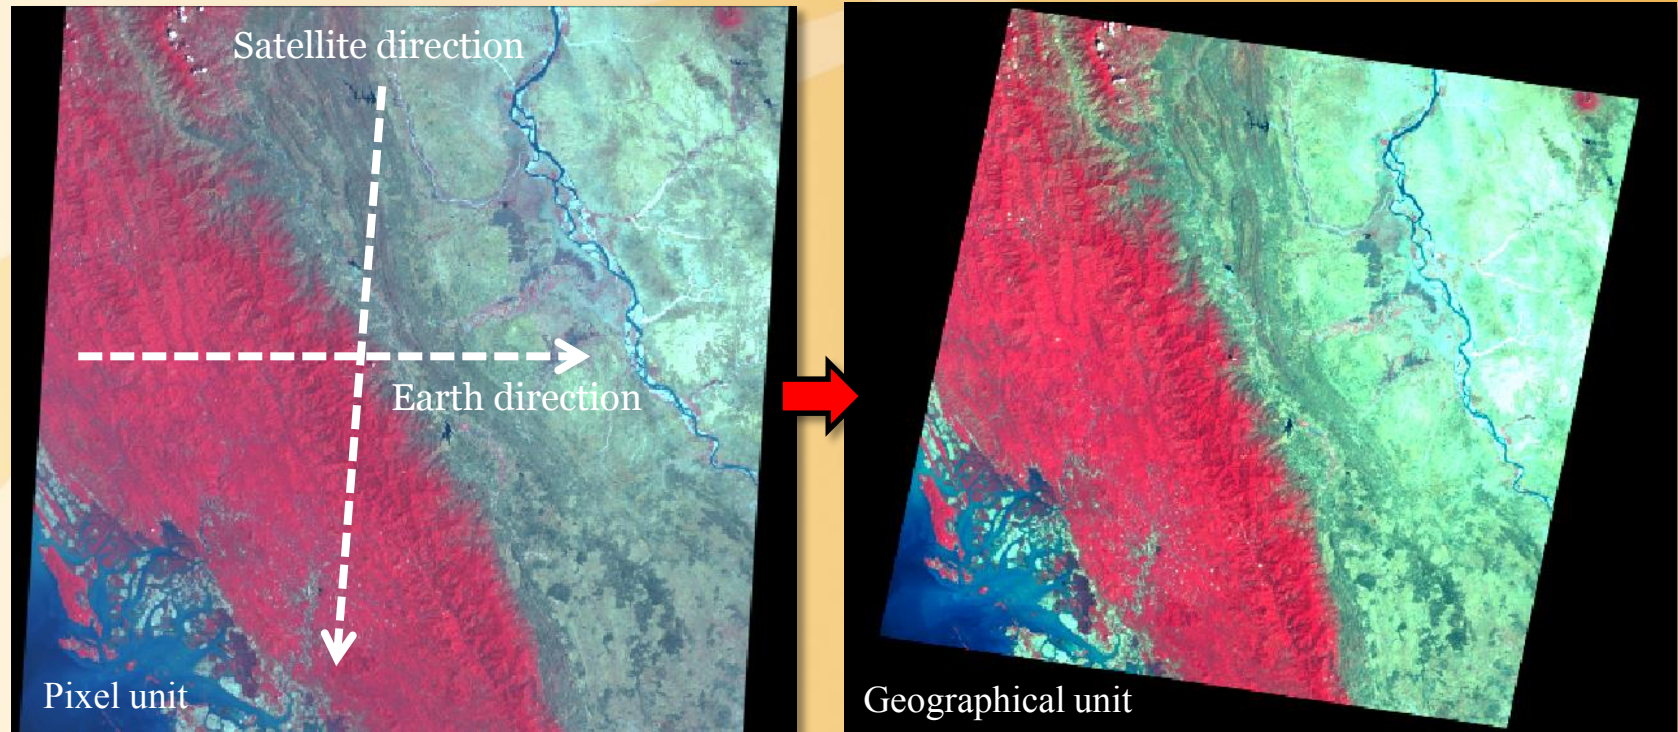 Satellite direction
Earth direction
Pixel unit
Geographical unit